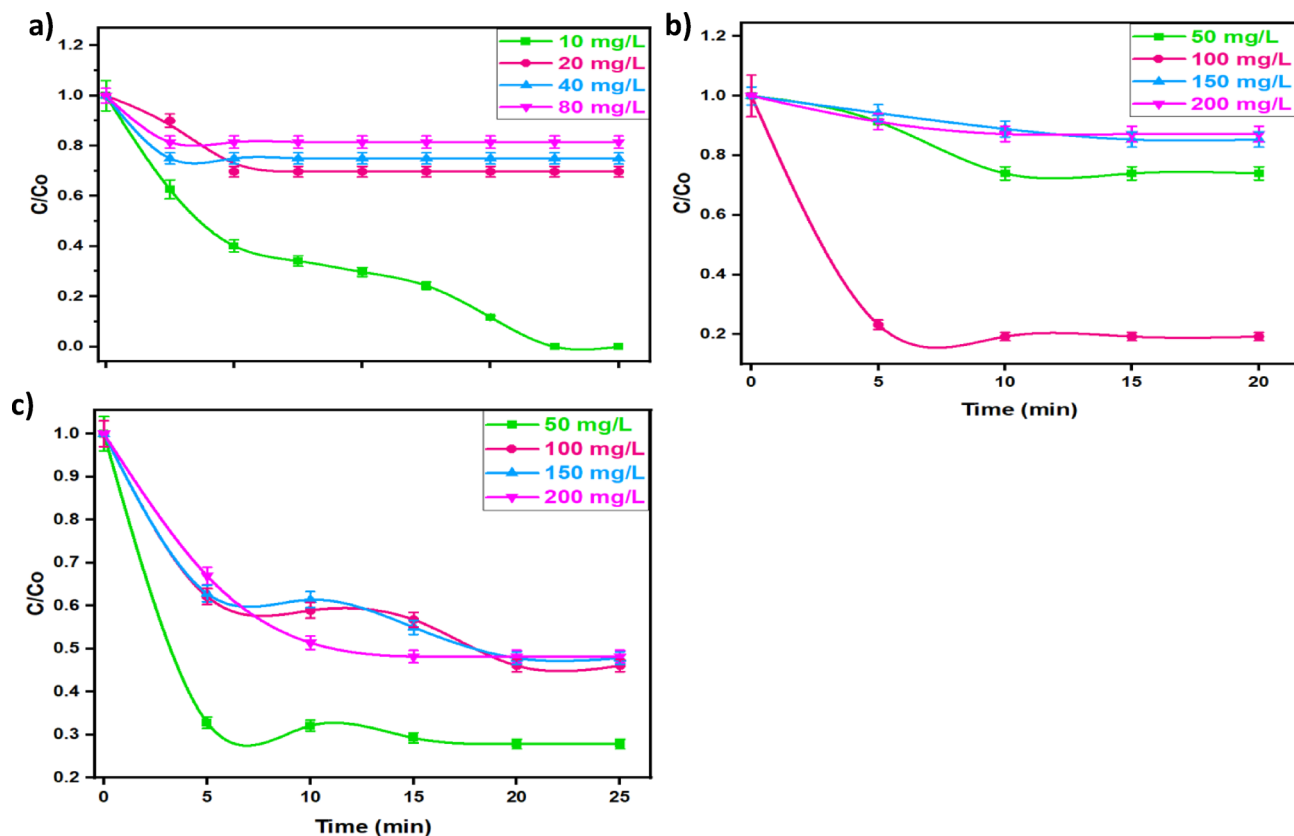 a)
1.2
1.0
0.8
0.6
0.4
0.2
0.0
C/Co
10 mg/L
20 mg/L
40 mg/L
80 mg/L
b)
1.2
1.0
0.8
0.6
0.4
0.2
C/Co
50 mg/L
100 mg/L
150 mg/L
200 mg/L
0 5 10 15 20
Time (min)
c)
1.0
0.9
0.8
0.7
0.6
0.5
0.4
0.3
0.2
C/Co
50 mg/L
100 mg/L
150 mg/L
200 mg/L
0 5 10 15 20 25
Time (min)